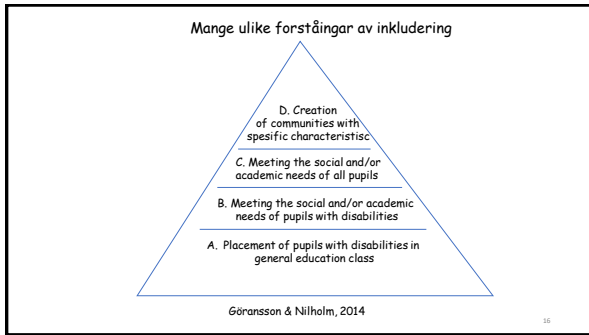 Mange ulike forståingar av inkludering
D. Creation
of communities with
spesific characteristisc
C. Meeting the social and/or
academic needs of all pupils
B. Meeting the social and/or academic
needs of pupils with disabilities
A. Placement of pupils with disabilities in
general education class
Göransson & Nilholm, 2014
16